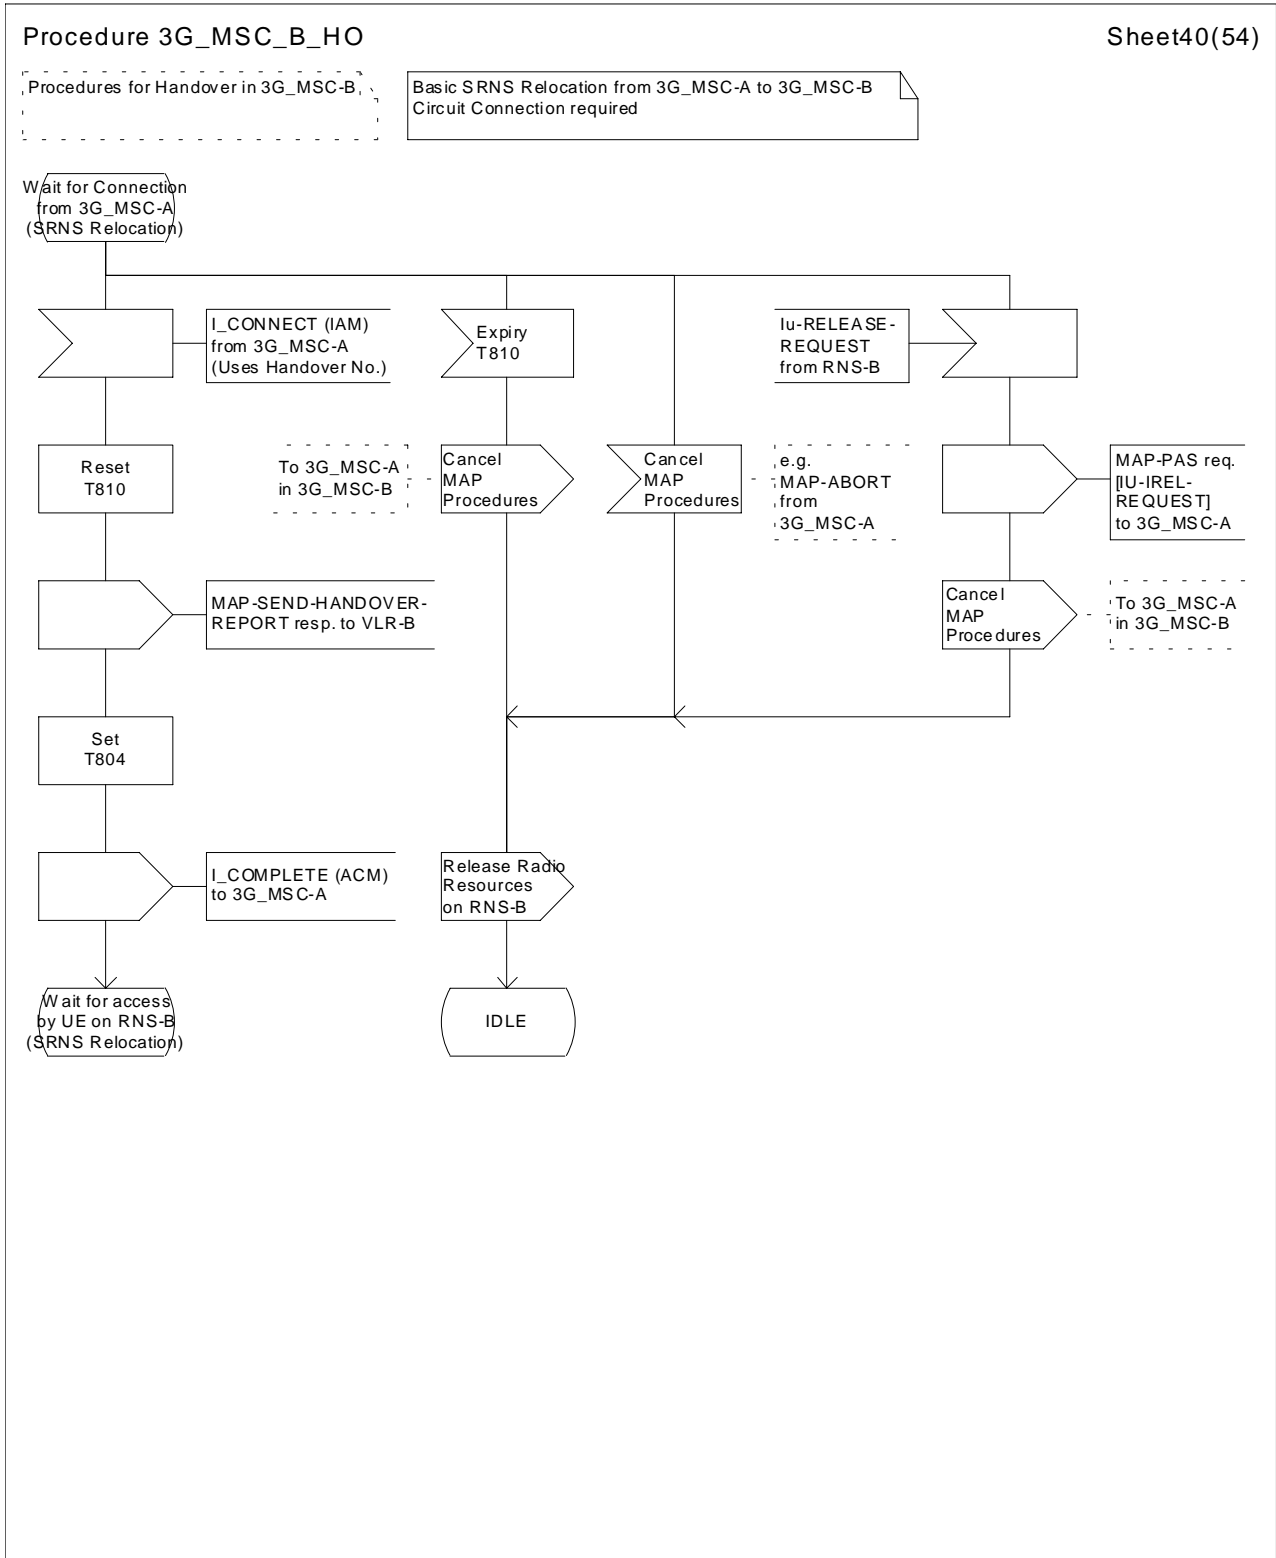 Procedure 3G_MSC_B_HO
Sheet40(54)
Procedures for Handover in 3G_MSC-B
Basic SRNS Relocation from 3G_MSC-A to 3G_MSC-B
Circuit Connection required
Wait for Connection
from 3G_MSC-A
(SRNS Relocation)
I_CONNECT (IAM)
from 3G_MSC-A
(Uses Handover No.)
Expiry
T810
Iu-RELEASE-
REQUEST
from RNS-B
Reset
T810
To 3G_MSC-A
in 3G_MSC-B
Cancel
MAP
Procedures
Cancel
MAP
Procedures
e.g.
MAP-ABORT
from
3G_MSC-A
MAP-PAS req.
[IU-IREL-
REQUEST]
to 3G_MSC-A
MAP-SEND-HANDOVER-
REPORT resp. to VLR-B
Cancel
MAP
Procedures
To 3G_MSC-A
in 3G_MSC-B
Set
T804
I_COMPLETE (ACM)
to 3G_MSC-A
Release Radio
Resources
on RNS-B
Wait for access
by UE on RNS-B
(SRNS Relocation)
IDLE